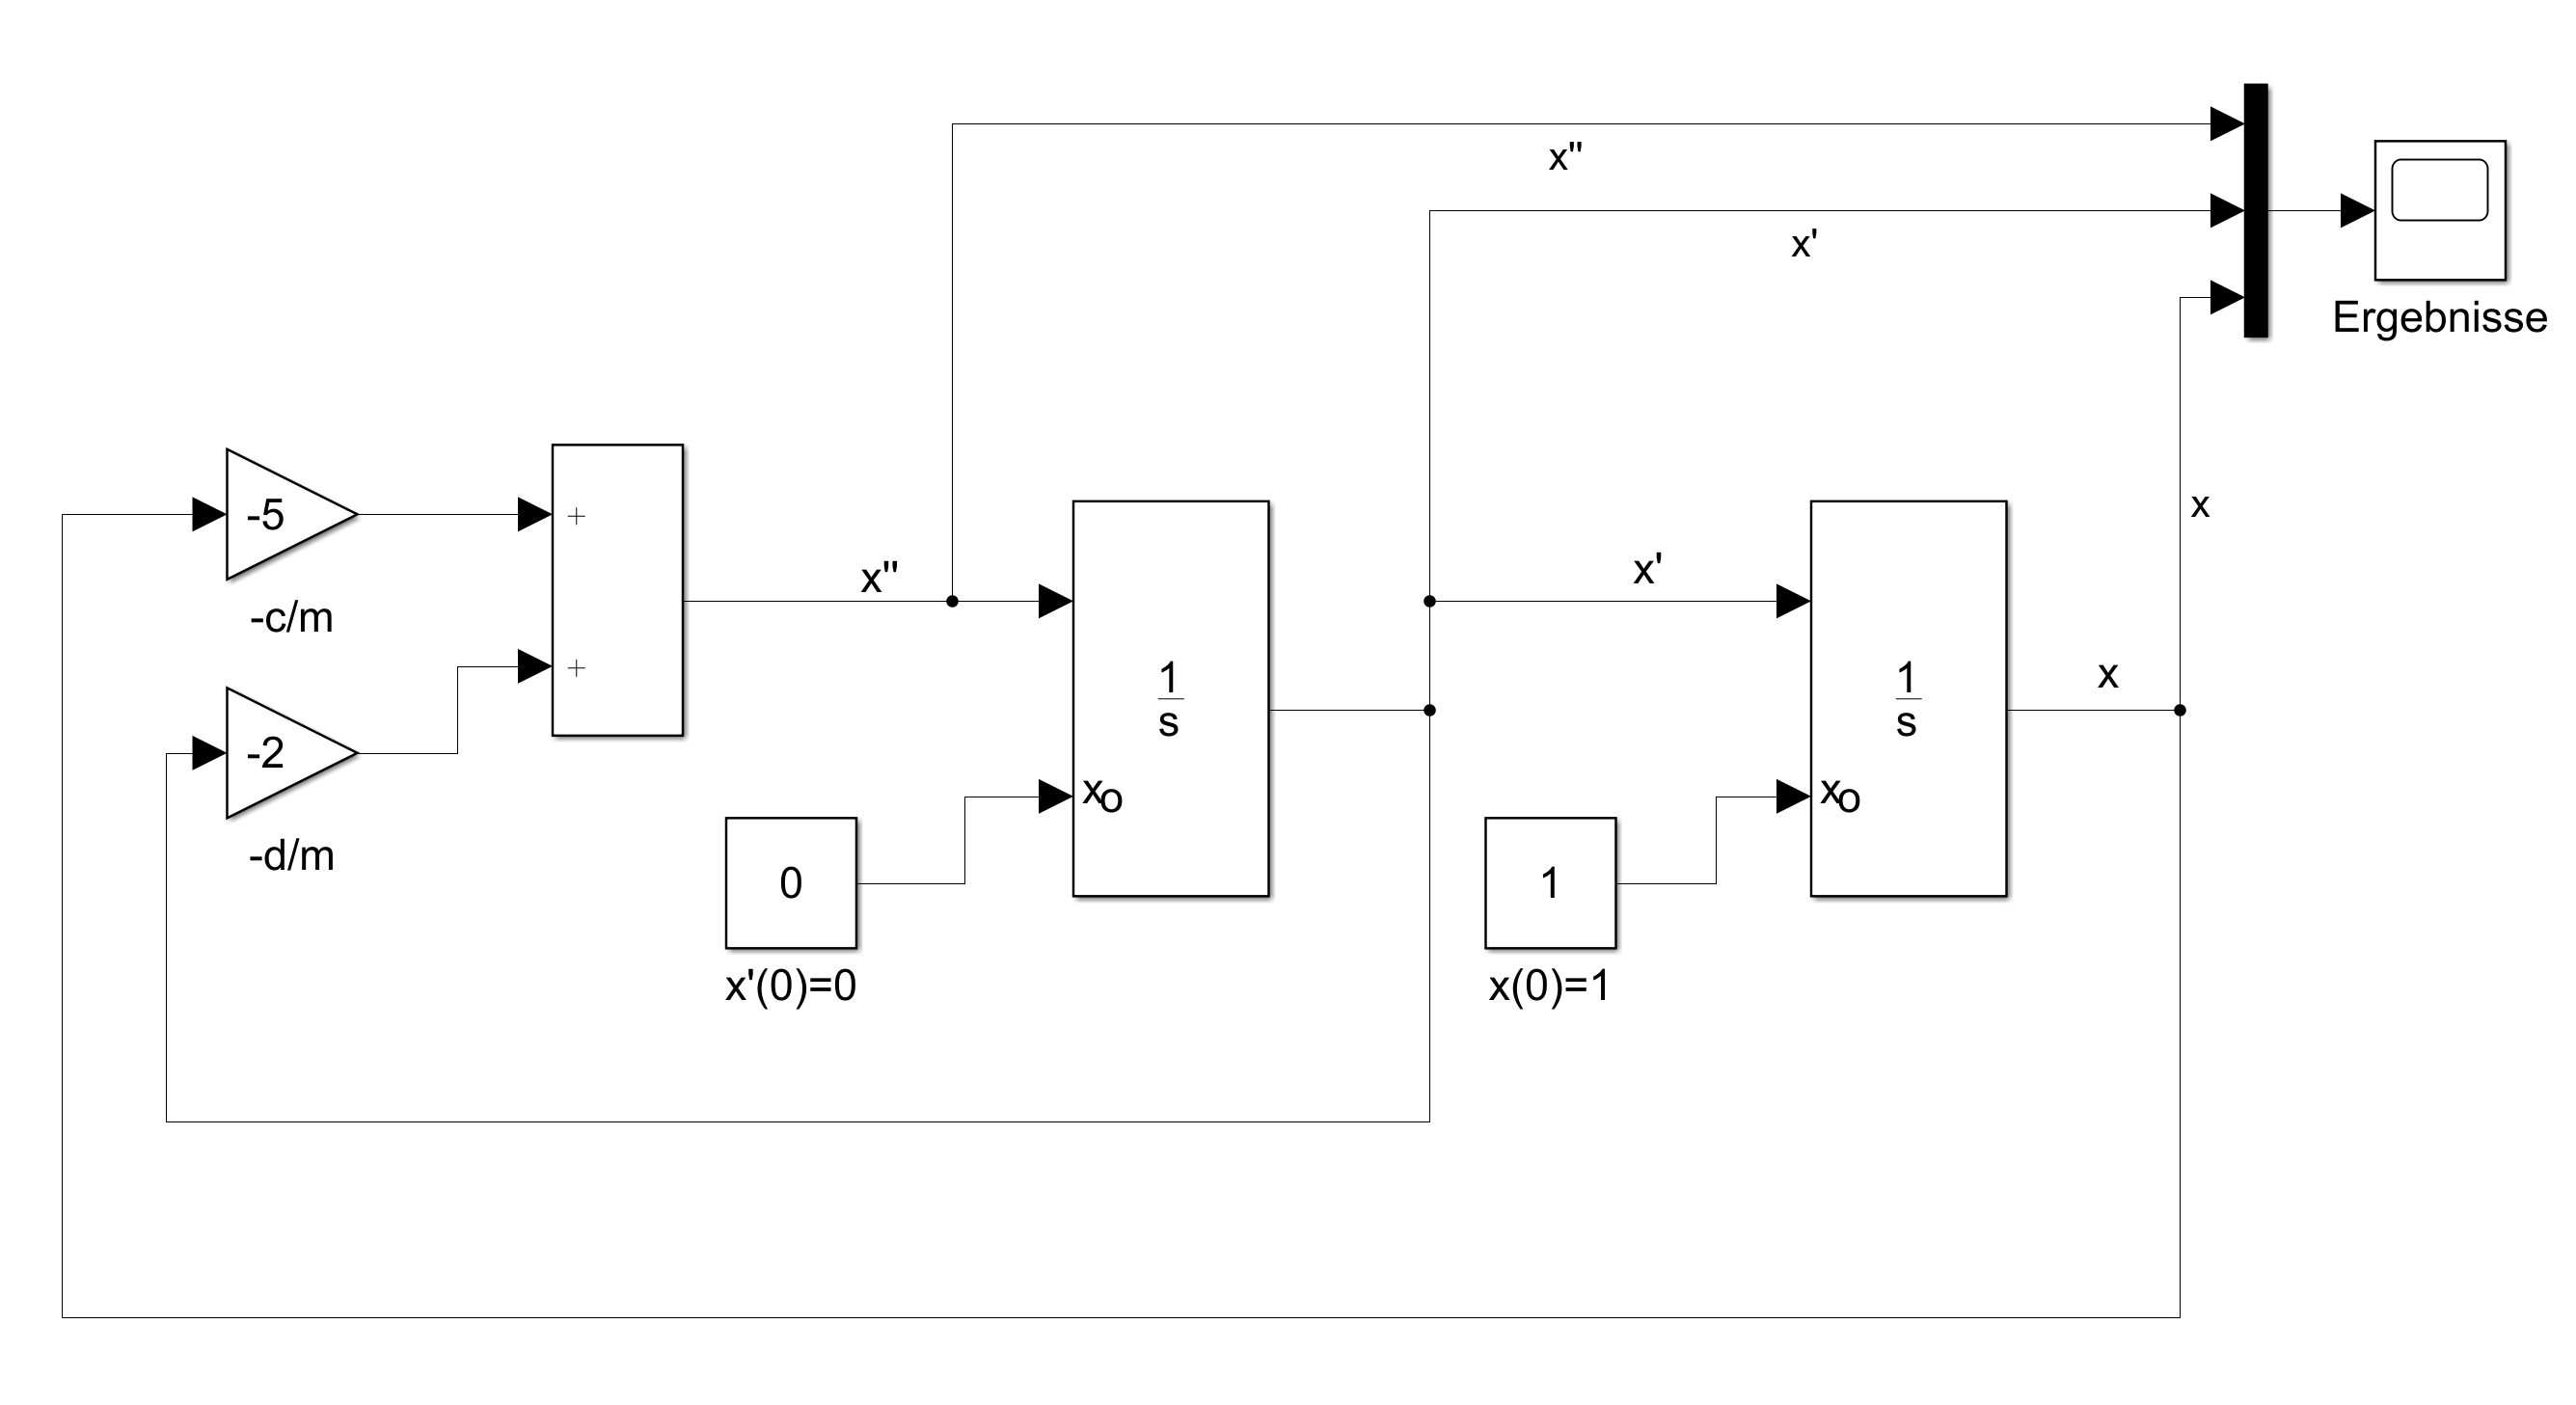 x"
x'
Ergebnisse
x
-5
+
-c/m
x"
x'
+
-2
1
s
1
s
x
xo
xo
-d/m
0
1
x'(0)=0
x(0)=1